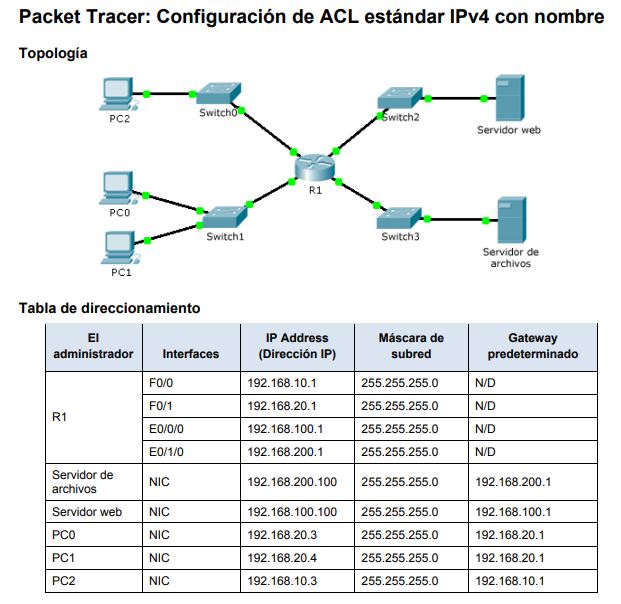 Packet Tracer: Configuración de ACL estándar IPv4 con nombre
Topología
PC2
Switch0
Switch2
Servidor web
R1
PC0
Switch1
Switch3
PC1
Servidor de
archivos
Tabla de direccionamiento
El administrador Interfaces IP Address (Dirección IP) Máscara de subred Gateway predeterminado
R1 F0/0 192.168.10.1 255.255.255.0 N/D
F0/1 192.168.20.1 255.255.255.0 N/D
E0/0/0 192.168.100.1 255.255.255.0 N/D
E0/1/0 192.168.200.1 255.255.255.0 N/D
Servidor de archivos NIC 192.168.200.100 255.255.255.0 192.168.200.1
Servidor web NIC 192.168.100.100 255.255.255.0 192.168.100.1
PC0 NIC 192.168.20.3 255.255.255.0 192.168.20.1
PC1 NIC 192.168.20.4 255.255.255.0 192.168.20.1
PC2 NIC 192.168.10.3 255.255.255.0 192.168.10.1